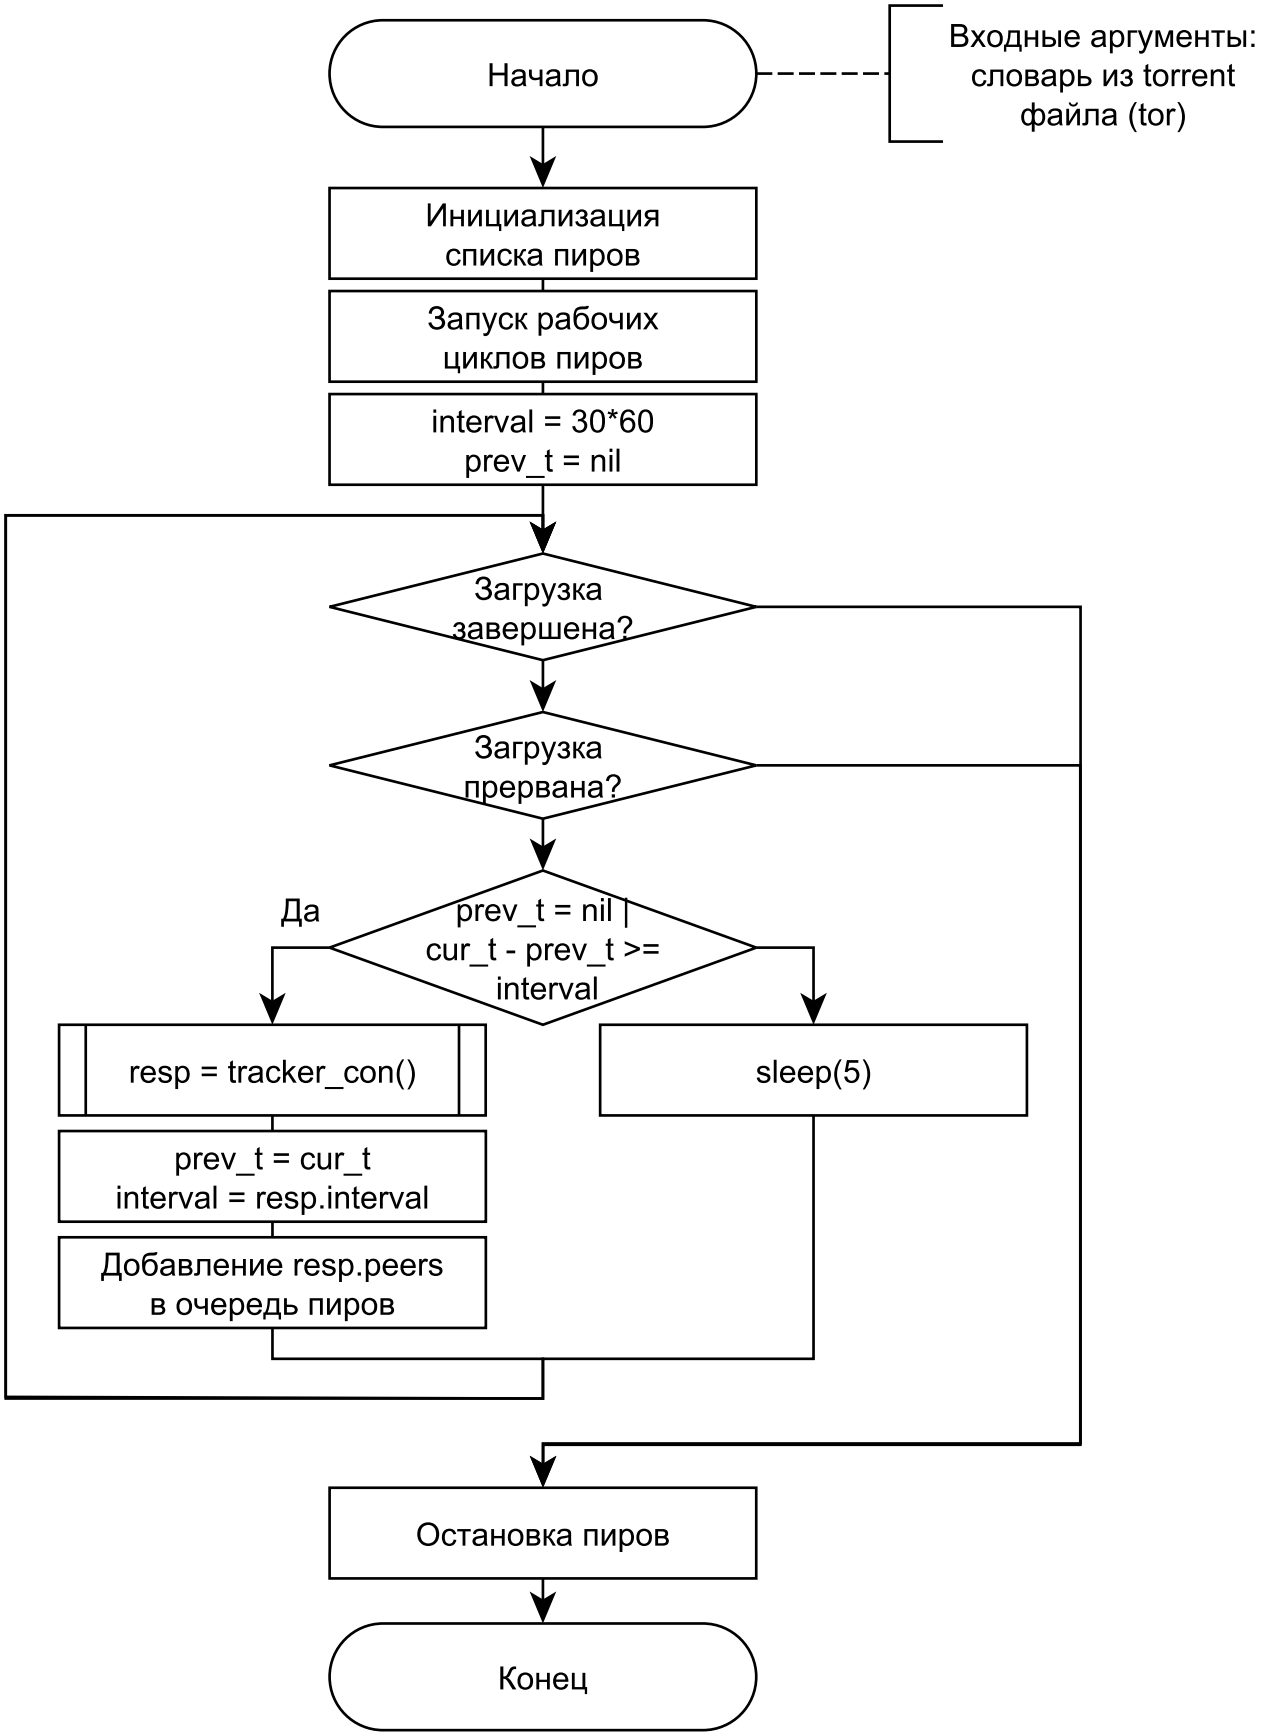 Начало
Входные аргументы:
словарь из torrent
файла (tor)
Инициализация
списка пиров
Запуск рабочих
циклов пиров
interval = 30*60
prev_t = nil
Загрузка
завершена?
Загрузка
прервана?
Да
prev_t = nil |
cur_t - prev_t >=
interval
resp = tracker_con()
sleep(5)
prev_t = cur_t
interval = resp.interval
Добавление resp.peers
в очередь пиров
Остановка пиров
Конец